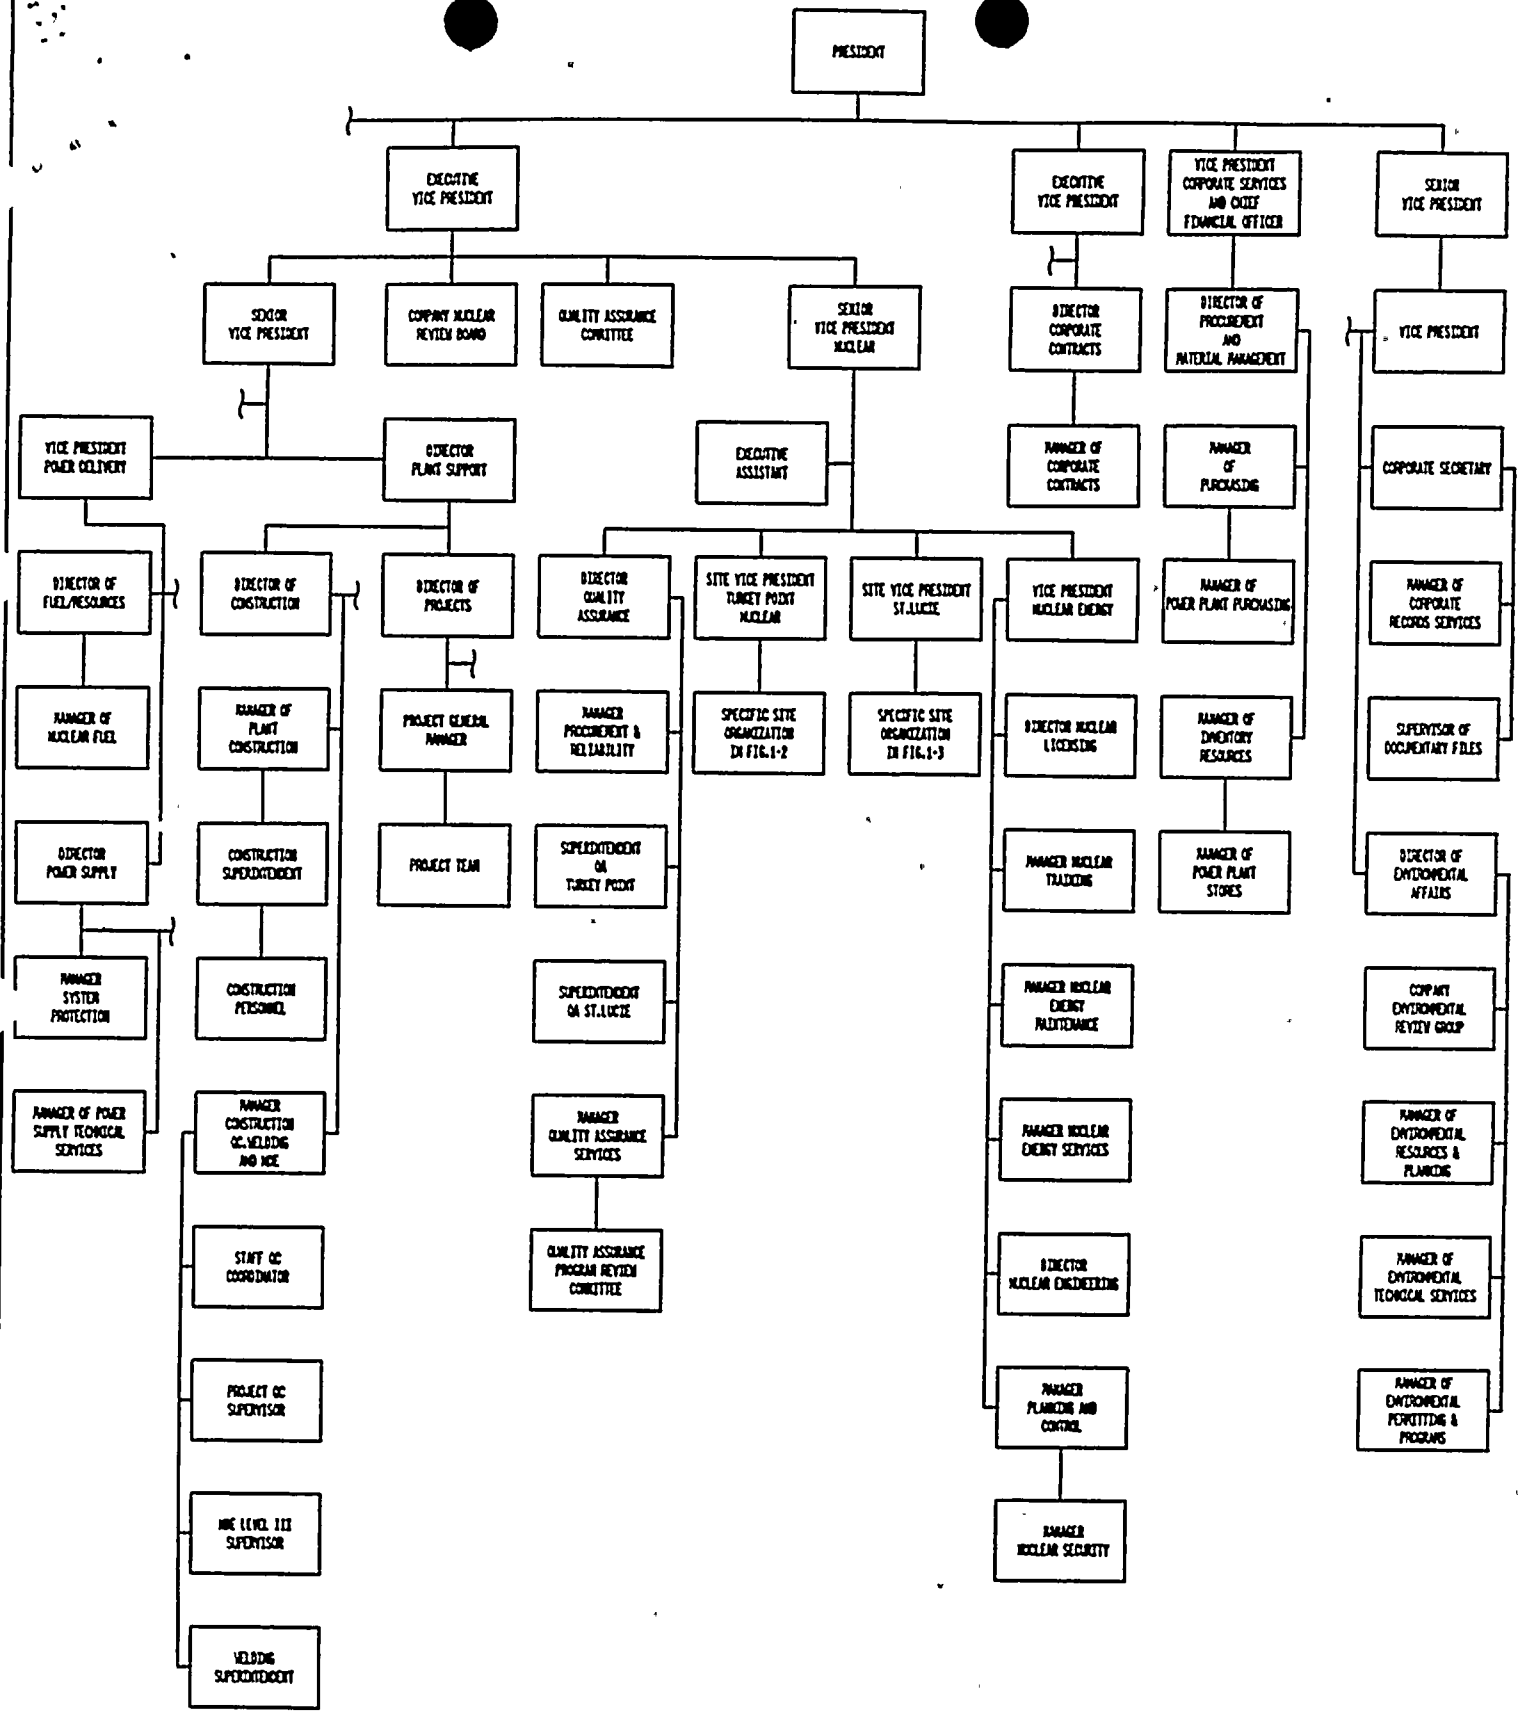 PRESIDENT
EXECUTIVE
VICE PRESIDENT
EXECUTIVE
VICE PRESIDENT
VICE PRESIDENT
CORPORATE SERVICES
AND CHIEF
FINANCIAL OFFICER
SENIOR
VICE PRESIDENT
SENIOR
VICE PRESIDENT
COMPANY NUCLEAR
REVIEW BOARD
QUALITY ASSURANCE
COMMITTEE
SENIOR
VICE PRESIDENT
NUCLEAR
DIRECTOR
CORPORATE
CONTRACTS
DIRECTOR OF
PROCUREMENT
AND
MATERIAL MANAGEMENT
VICE PRESIDENT
VICE PRESIDENT
POWER DELIVERY
DIRECTOR
PLANT SUPPORT
EXECUTIVE
ASSISTANT
MANAGER OF
CORPORATE
CONTRACTS
MANAGER
OF
PURCHASING
CORPORATE SECRETARY
DIRECTOR OF
FUEL/RESOURCES
DIRECTOR OF
CONSTRUCTION
DIRECTOR OF
PROJECTS
DIRECTOR
QUALITY
ASSURANCE
SITE VICE PRESIDENT
TURKEY POINT
NUCLEAR
SITE VICE PRESIDENT
ST.LUCIE
VICE PRESIDENT
NUCLEAR ENERGY
MANAGER OF
POWER PLANT PURCHASING
MANAGER OF
CORPORATE
RECORDS SERVICES
MANAGER OF
NUCLEAR FUEL
MANAGER OF
PLANT
CONSTRUCTION
PROJECT GENERAL
MANAGER
MANAGER
PROCUREMENT &
RELIABILITY
SPECIFIC SITE
ORGANIZATION
IN FIG.1-2
SPECIFIC SITE
ORGANIZATION
IN FIG.1-3
DIRECTOR NUCLEAR
LICENSING
MANAGER OF
INVENTORY
RESOURCES
SUPERVISOR OF
DOCUMENTARY FILES
DIRECTOR
POWER SUPPLY
CONSTRUCTION
SUPERINTENDENT
PROJECT TEAM
SUPERINTENDENT
QA
TURKEY POINT
MANAGER NUCLEAR
TRAINING
MANAGER OF
POWER PLANT
STORES
DIRECTOR OF
ENVIRONMENTAL
AFFAIRS
MANAGER
SYSTEM
PROTECTION
CONSTRUCTION
PERSONNEL
SUPERINTENDENT
QA ST.LUCIE
MANAGER NUCLEAR
ENERGY
MAINTENANCE
COMPANY
ENVIRONMENTAL
REVIEW GROUP
MANAGER OF POWER
SUPPLY TECHNICAL
SERVICES
MANAGER
CONSTRUCTION
QC,WELDING
AND NDE
MANAGER
QUALITY ASSURANCE
SERVICES
MANAGER NUCLEAR
ENERGY SERVICES
MANAGER OF
ENVIRONMENTAL
RESOURCES &
PLANNING
STAFF QC
COORDINATOR
QUALITY ASSURANCE
PROGRAM REVIEW
COMMITTEE
DIRECTOR
NUCLEAR ENGINEERING
MANAGER OF
ENVIRONMENTAL
TECHNICAL SERVICES
PROJECT QC
SUPERVISOR
MANAGER
PLANNING AND
CONTROL
MANAGER OF
ENVIRONMENTAL
PERMITTING &
PROGRAMS
NDE LEVEL III
SUPERVISOR
MANAGER
NUCLEAR SECURITY
WELDING
SUPERINTENDENT